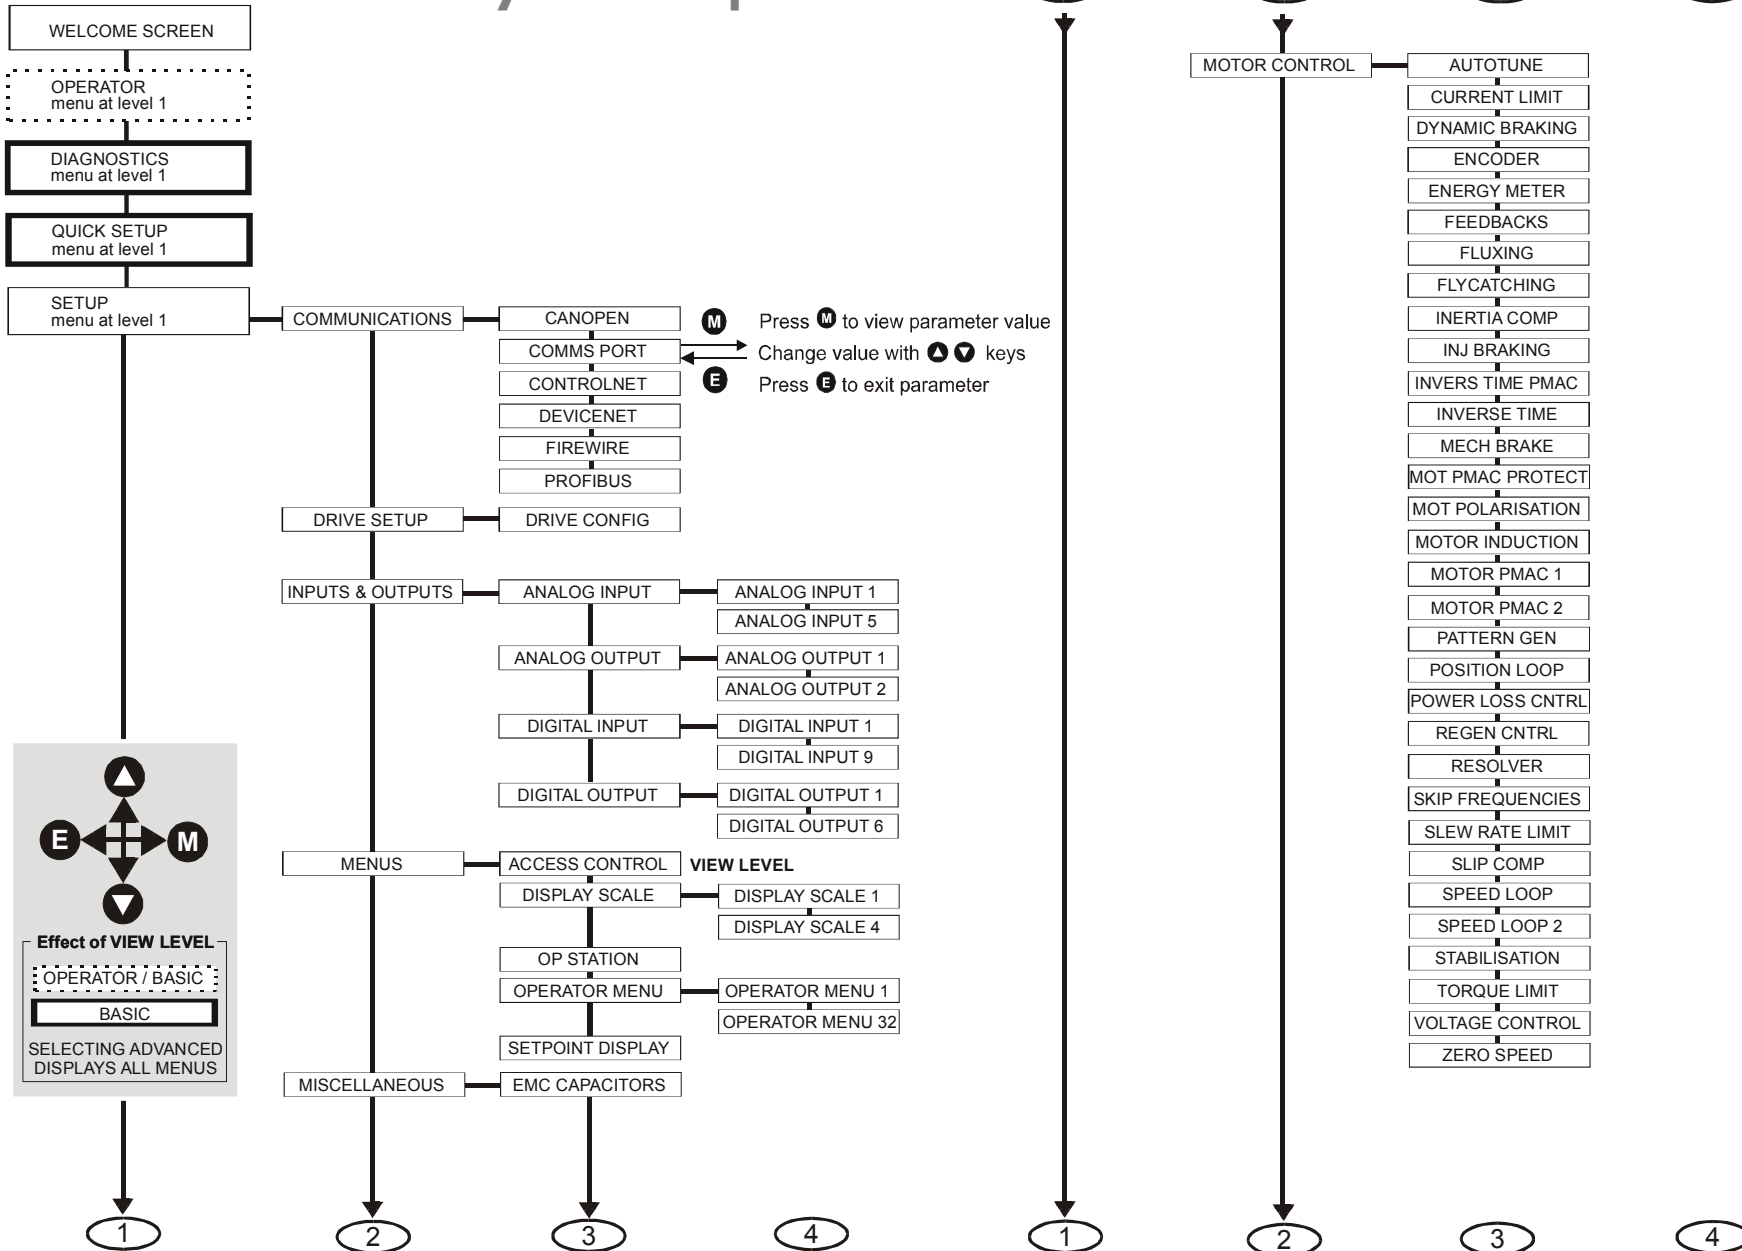 WELCOME SCREEN
OPERATOR
menu at level 1
DIAGNOSTICS
menu at level 1
QUICK SETUP
menu at level 1
SETUP
menu at level 1
E
M
Effect of VIEW LEVEL
OPERATOR / BASIC
BASIC
SELECTING ADVANCED
DISPLAYS ALL MENUS
1
COMMUNICATIONS
CANOPEN
COMMS PORT
CONTROLNET
DEVICENET
FIREWIRE
PROFIBUS
M Press M to view parameter value
Change value with keys
E Press E to exit parameter
DRIVE SETUP
DRIVE CONFIG
INPUTS & OUTPUTS
ANALOG INPUT
ANALOG INPUT 1
ANALOG INPUT 5
ANALOG OUTPUT
ANALOG OUTPUT 1
ANALOG OUTPUT 2
DIGITAL INPUT
DIGITAL INPUT 1
DIGITAL INPUT 9
DIGITAL OUTPUT
DIGITAL OUTPUT 1
DIGITAL OUTPUT 6
MENUS
ACCESS CONTROL
VIEW LEVEL
DISPLAY SCALE
DISPLAY SCALE 1
DISPLAY SCALE 4
OP STATION
OPERATOR MENU
OPERATOR MENU 1
OPERATOR MENU 32
SETPOINT DISPLAY
MISCELLANEOUS
EMC CAPACITORS
2
3
4
MOTOR CONTROL
AUTOTUNE
CURRENT LIMIT
DYNAMIC BRAKING
ENCODER
ENERGY METER
FEEDBACKS
FLUXING
FLYCATCHING
INERTIA COMP
INJ BRAKING
INVERS TIME PMAC
INVERSE TIME
MECH BRAKE
MOT PMAC PROTECT
MOT POLARISATION
MOTOR INDUCTION
MOTOR PMAC 1
MOTOR PMAC 2
PATTERN GEN
POSITION LOOP
POWER LOSS CNTRL
REGEN CNTRL
RESOLVER
SKIP FREQUENCIES
SLEW RATE LIMIT
SLIP COMP
SPEED LOOP
SPEED LOOP 2
STABILISATION
TORQUE LIMIT
VOLTAGE CONTROL
ZERO SPEED
1
2
3
4